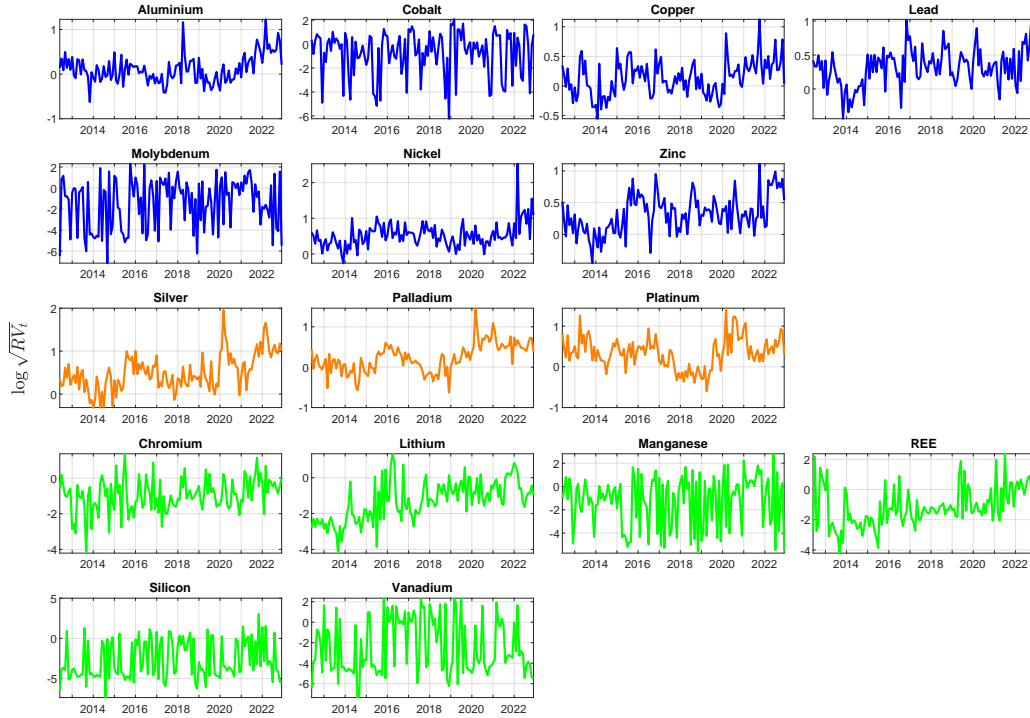 Aluminium Cobalt Copper Lead
1 0 -1 2 0 -2 -4 -6 1 0.5 0 -0.5 1 0.5 0
2014 2016 2018 2020 2022 2014 2016 2018 2020 2022 2014 2016 2018 2020 2022 2014 2016 2018 2020 2022
Molybdenum Nickel Zinc
2 0 -2 -4 -6 2 1 0 1 0.5 0
2014 2016 2018 2020 2022 2014 2016 2018 2020 2022 2014 2016 2018 2020 2022
Silver Palladium Platinum
log √RV_t
2 1 0 1 0 -1 1 0 -1
2014 2016 2018 2020 2022 2014 2016 2018 2020 2022 2014 2016 2018 2020 2022
Chromium Lithium Manganese REE
0 -2 -4 0 -2 -4 2 0 -2 -4 2 0 -2 -4
2014 2016 2018 2020 2022 2014 2016 2018 2020 2022 2014 2016 2018 2020 2022 2014 2016 2018 2020 2022
Silicon Vanadium
5 0 -5 2 0 -2 -4 -6
2014 2016 2018 2020 2022 2014 2016 2018 2020 2022